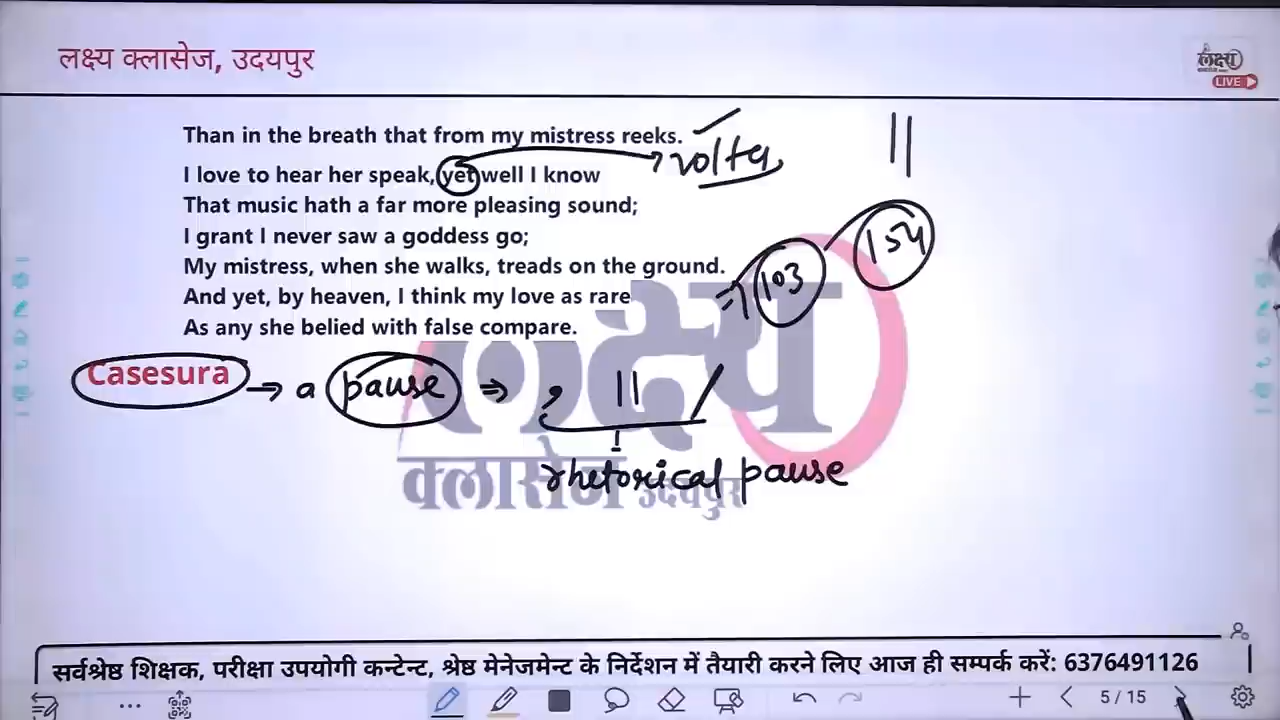 लक्ष्य क्लासेज, उदयपुर
लक्ष्य
LIVE
Than in the breath that from my mistress reeks.
I love to hear her speak, yet well I know
volta
||
That music hath a far more pleasing sound;
I grant I never saw a goddess go;
154
My mistress, when she walks, treads on the ground.
103
And yet, by heaven, I think my love as rare
As any she belied with false compare.
Casesura → a pause ⇒ , || /
rhetorical pause
लक्ष्य
क्लासेज उदयपुर
सर्वश्रेष्ठ शिक्षक, परीक्षा उपयोगी कन्टेन्ट, श्रेष्ठ मेनेजमेन्ट के निर्देशन में तैयारी करने लिए आज ही सम्पर्क करें: 6376491126
5 / 15